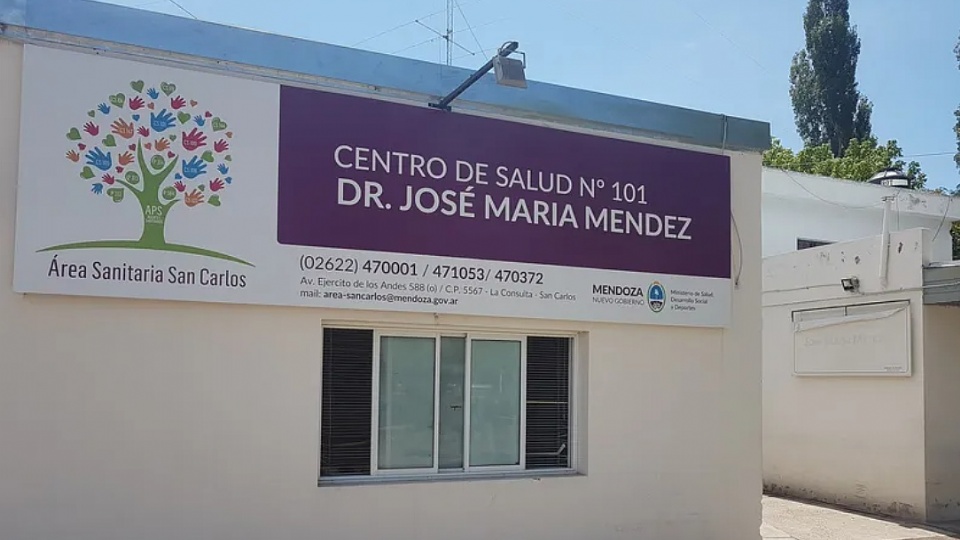 CENTRO DE SALUD Nº 101
DR. JOSÉ MARIA MENDEZ
APS
Área Sanitaria San Carlos
(02622) 470001 / 471053/ 470372
Av. Ejercito de los Andes 588 (o) / C.P. 5567 - La Consulta - San Carlos
mail: area-sancarlos@mendoza.gov.ar
MENDOZA
NUEVO GOBIERNO
Ministerio de Salud,
Desarrollo Social
y Deportes